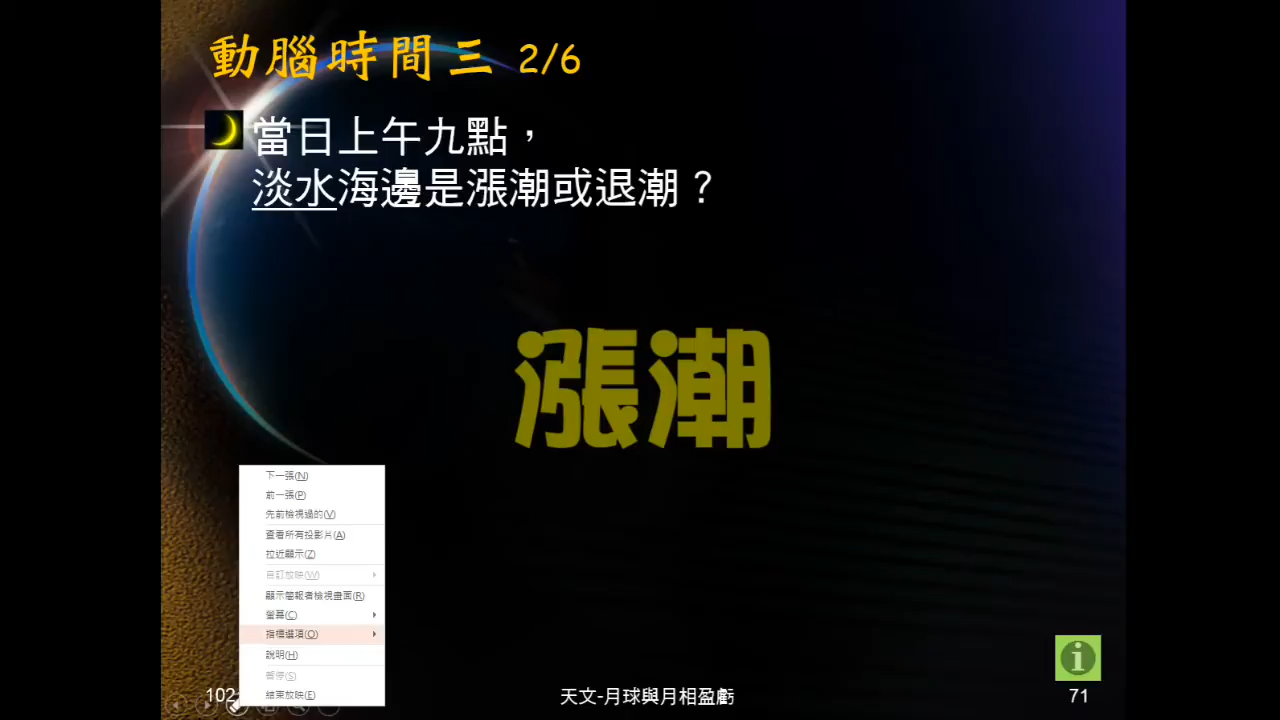 動腦時間三 2/6
當日上午九點，
淡水海邊是漲潮或退潮？
漲潮
下一張(N)
前一張(P)
先前檢視過的(V)
查看所有投影片(A)
拉近顯示(Z)
自訂放映(W)
顯示簡報者檢視畫面(R)
螢幕(C)
指標選項(O)
說明(H)
暫停(S)
結束放映(E)
102
天文-月球與月相盈虧
71